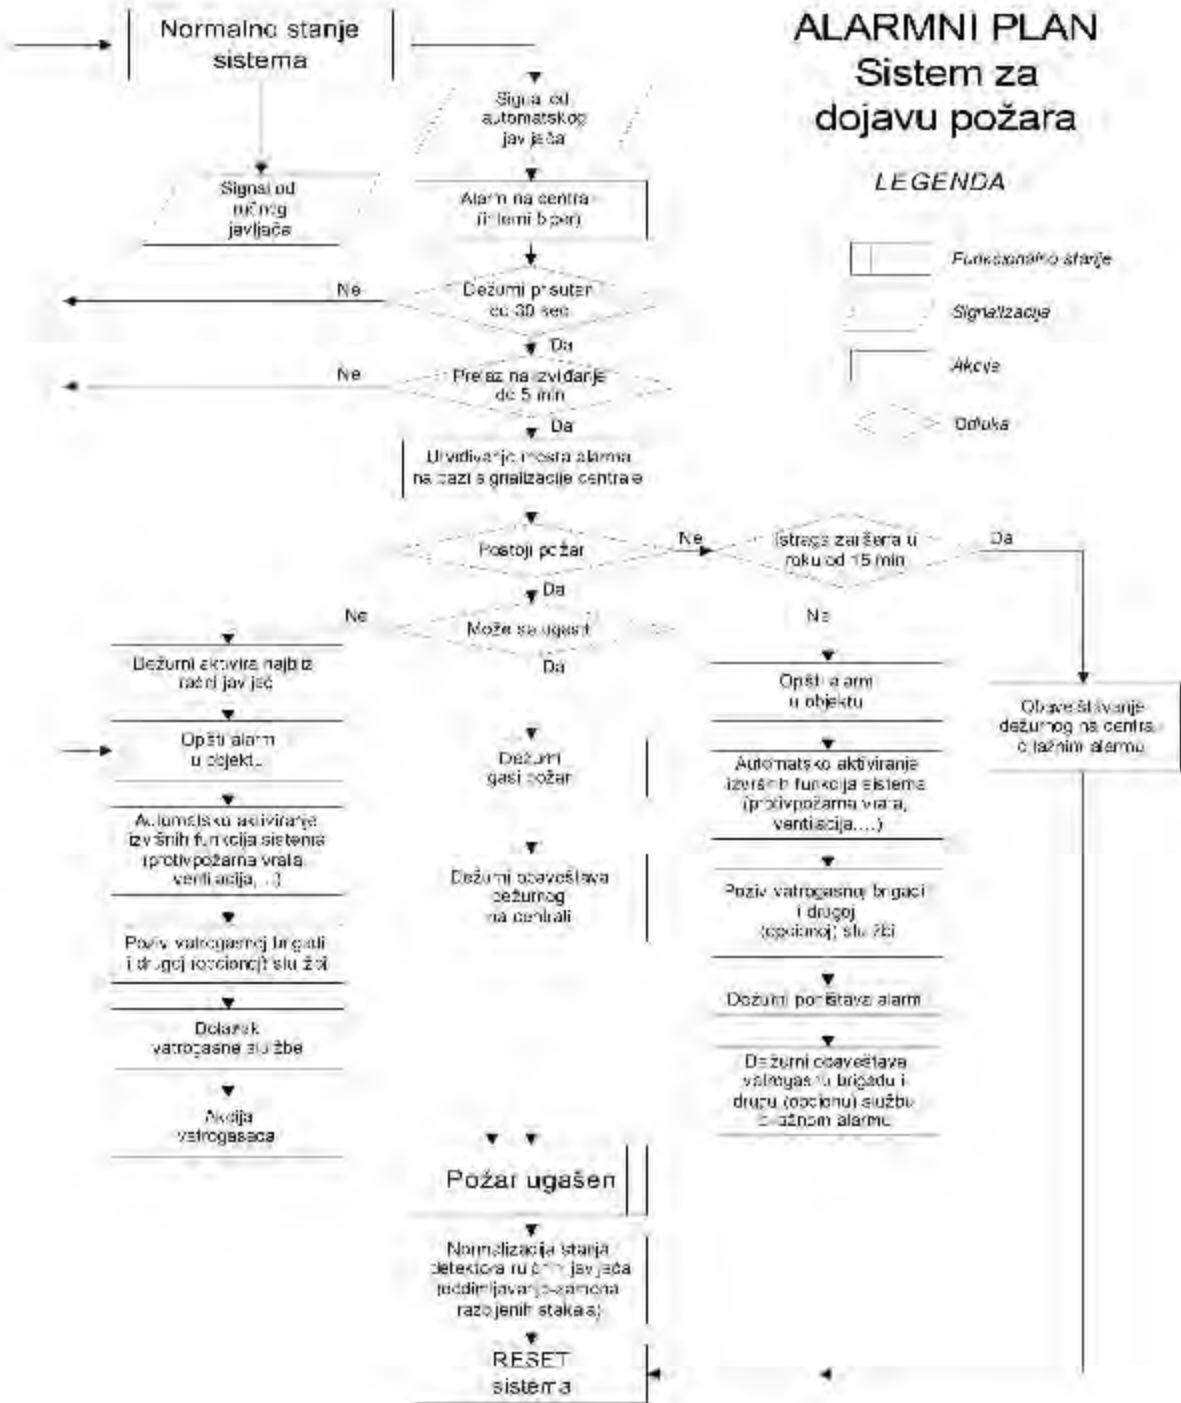 ALARMNI PLAN
Sistem za
dojavu požara
LEGENDA
Funkcionalno stanje
Signalizacija
Akcija
Odluka
Normalno stanje
sistema
Signal od
automatskog
javljača
Signal od
ručnog
javljača
Alarm na centrali
(interni biper)
Ne
Dežurni prisutan
do 30 sec
Da
Ne
Prelaz na izviđanje
do 5 min
Da
Utvrđivanje mesta alarma
na bazi signalizacije centrale
Postoji požar
Ne
Istraga završena u
roku od 15 min
Da
Da
Ne
Može se ugasiti
Ne
Da
Dežurni aktivira najbliži
ručni javljač
Opšti alarm
u objektu
Automatsko aktiviranje
izvršnih funkcija sistema
(protivpožarna vrata,
ventilacija,...)
Poziv vatrogasnoj brigadi
i drugoj (opcionoj) službi
Dolazak
vatrogasne službe
Akcija
vatrogasaca
Dežurni
gasi požar
Dežurni obaveštava
dežurnog
na centrali
Opšti alarm
u objektu
Automatsko aktiviranje
izvršnih funkcija sistema
(protivpožarna vrata,
ventilacija,...)
Poziv vatrogasnoj brigadi
i drugoj
(opcionoj) službi
Dežurni poništava alarm
Dežurni obaveštava
vatrogasnu brigadu i
drugu (opcionu) službu
o lažnom alarmu
Obaveštavanje
dežurnog na centrali
o lažnim alarmu
Požar ugašen
Normalizacija stanja
detektora ručnih javljača
(oddimljavanje-zamena
razbijenih stakala)
RESET
sistema